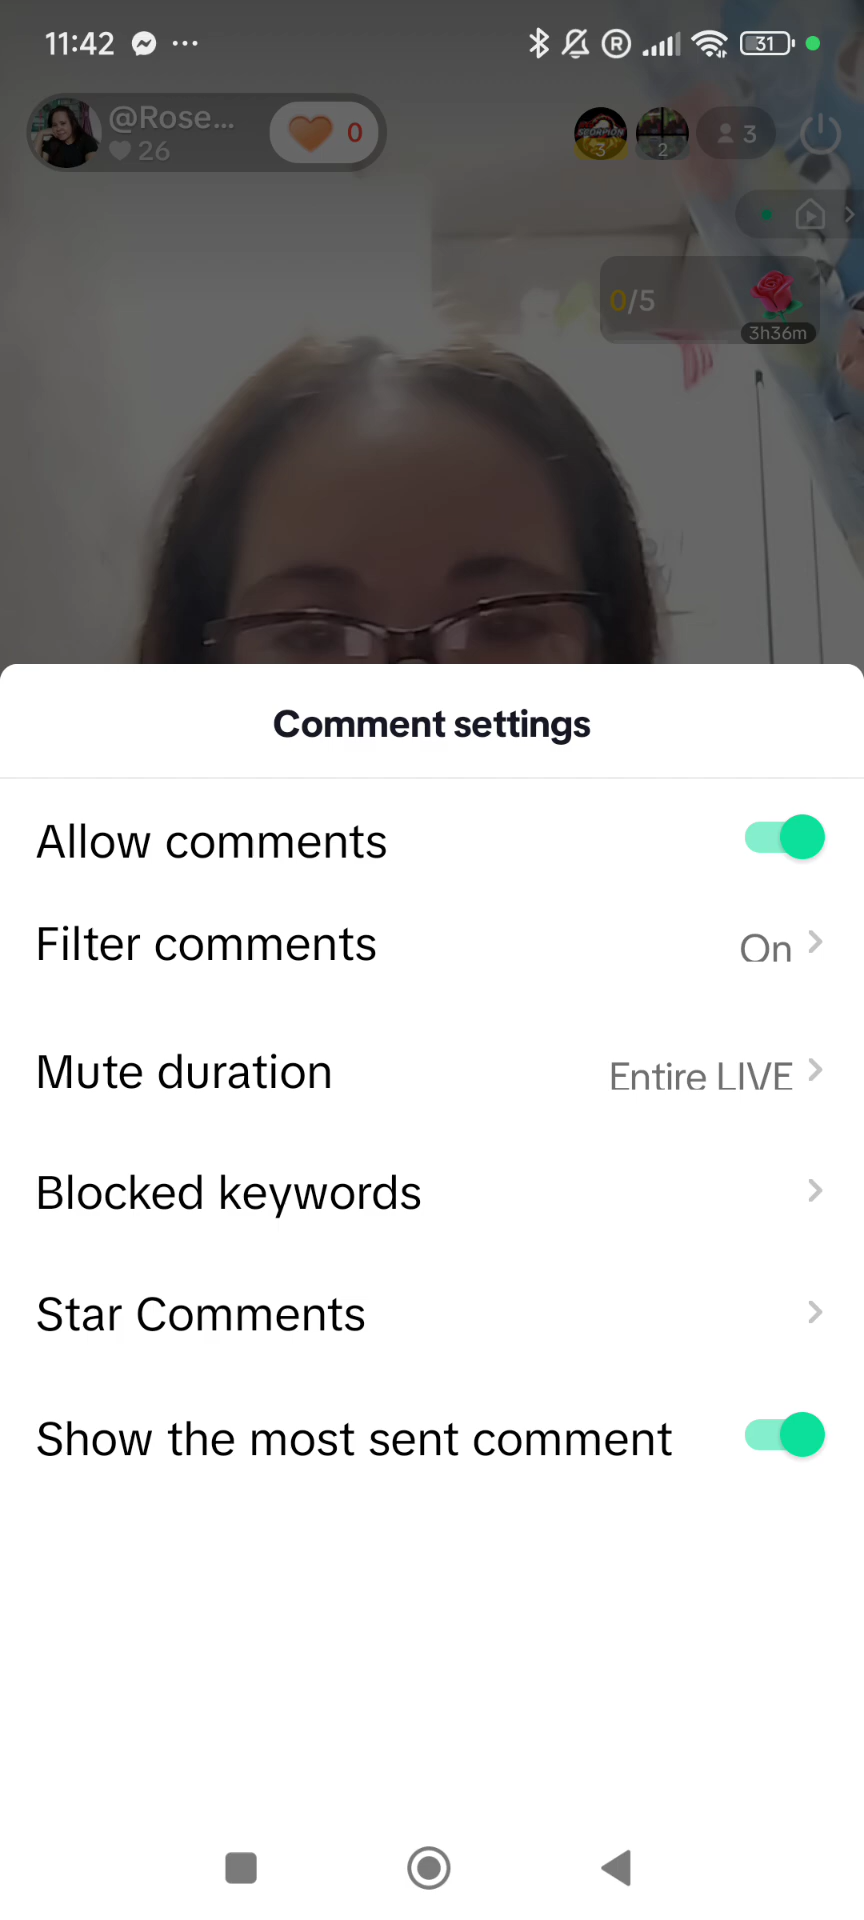 11:42
31
@Rose...
26
0
SCORPION
3
2
3
0/5
3h36m
Comment settings
Allow comments
Filter comments
On
Mute duration
Entire LIVE
Blocked keywords
Star Comments
Show the most sent comment